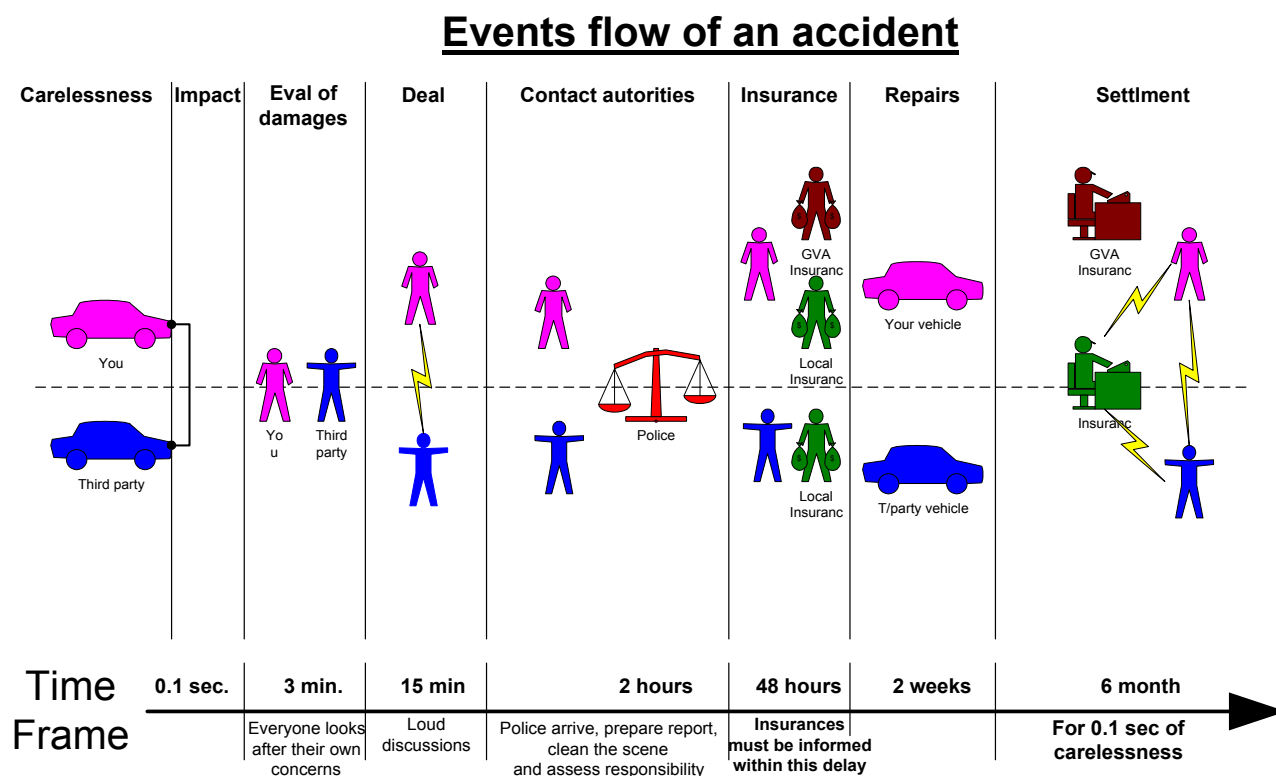 Events flow of an accident
Carelessness
Impact
Eval of
damages
Deal
Contact autorities
Insurance
Repairs
Settlment
You
Third party
Yo
u
Third
party
Police
GVA
Insuranc
Local
Insuranc
Local
Insuranc
Your vehicle
T/party vehicle
GVA
Insuranc
Insuranc
Time
Frame
0.1 sec.
3 min.
15 min
2 hours
48 hours
2 weeks
6 month
Everyone looks
after their own
concerns
Loud
discussions
Police arrive, prepare report,
clean the scene
and assess responsibility
Insurances
must be informed
within this delay
For 0.1 sec of
carelessness